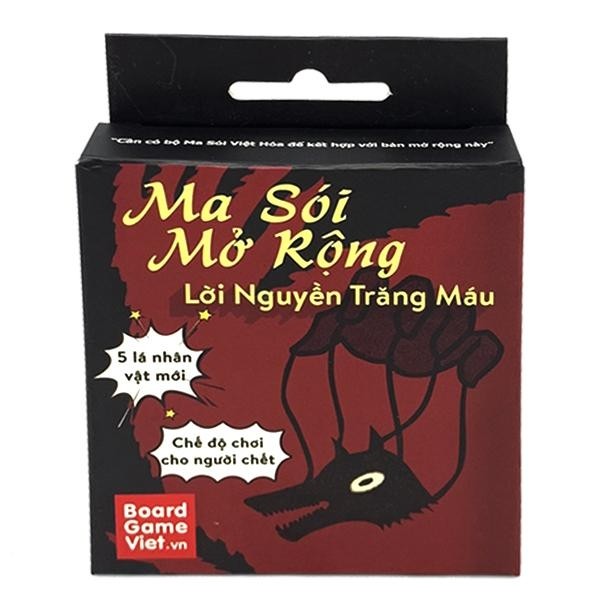 "Cần có bộ Ma Sói Việt Hóa để kết hợp với bản mở rộng này"
Ma Sói
Mở Rộng
Lời Nguyền Trăng Máu
5 lá nhân
vật mới
Chế độ chơi
cho người chết
Board
Game
Viet.vn